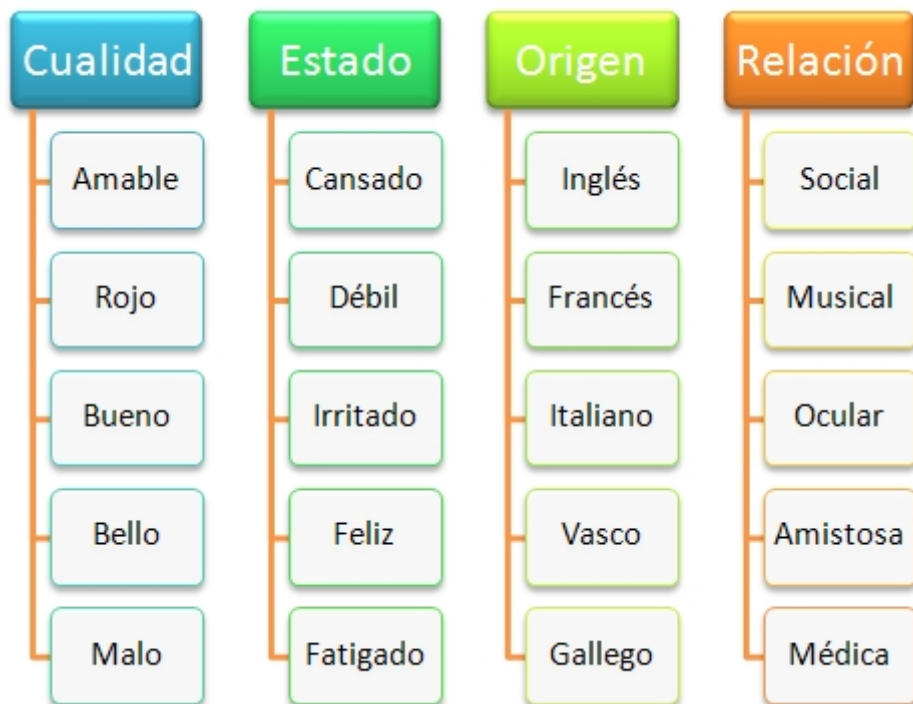 Cualidad
Amable
Rojo
Bueno
Bello
Malo
Estado
Cansado
Débil
Irritado
Feliz
Fatigado
Origen
Inglés
Francés
Italiano
Vasco
Gallego
Relación
Social
Musical
Ocular
Amistosa
Médica